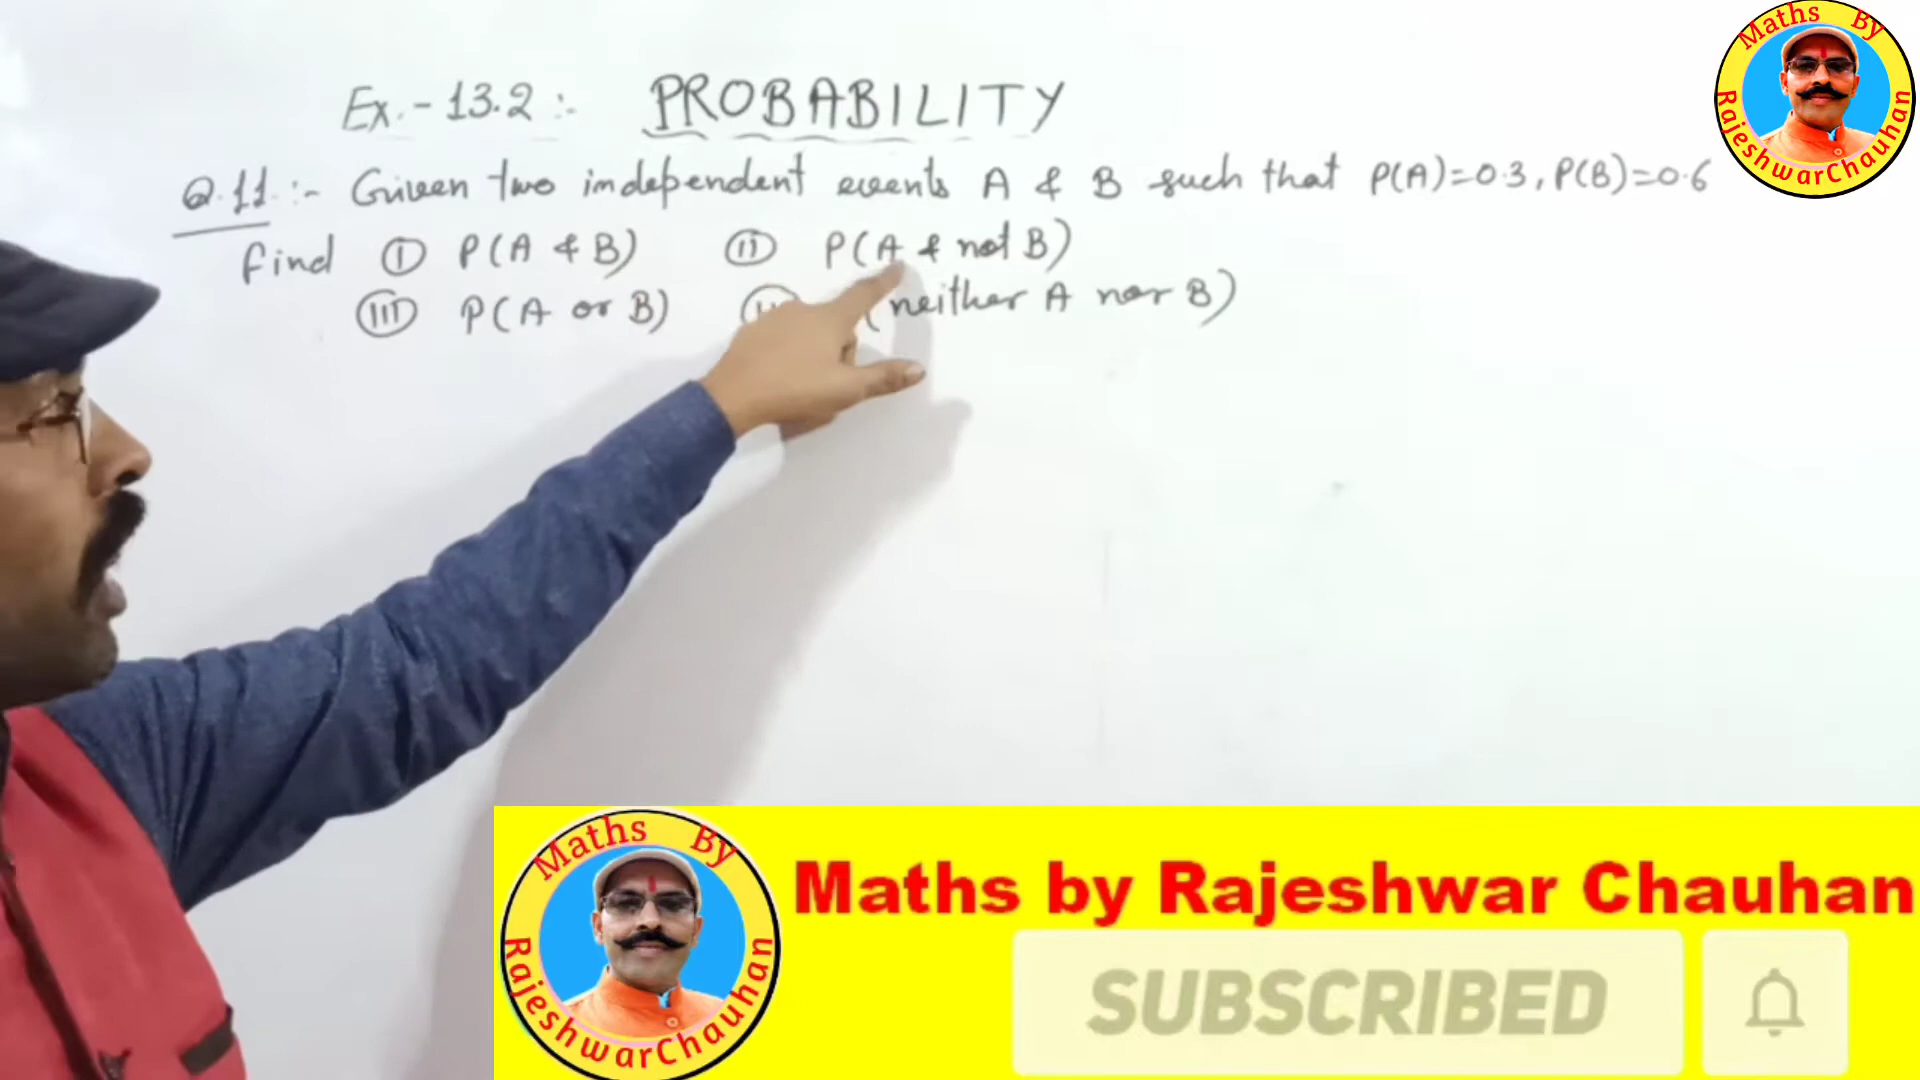 Ex.-13.2:- PROBABILITY
Q.11:- Given two independent events A & B such that P(A)=0.3, P(B)=0.6
find (i) P(A & B) (ii) P(A & not B)
(iii) P(A or B) (neither A nor B)
Maths By
RajeshwarChauhan
Maths By
RajeshwarChauhan
Maths by Rajeshwar Chauhan
SUBSCRIBED